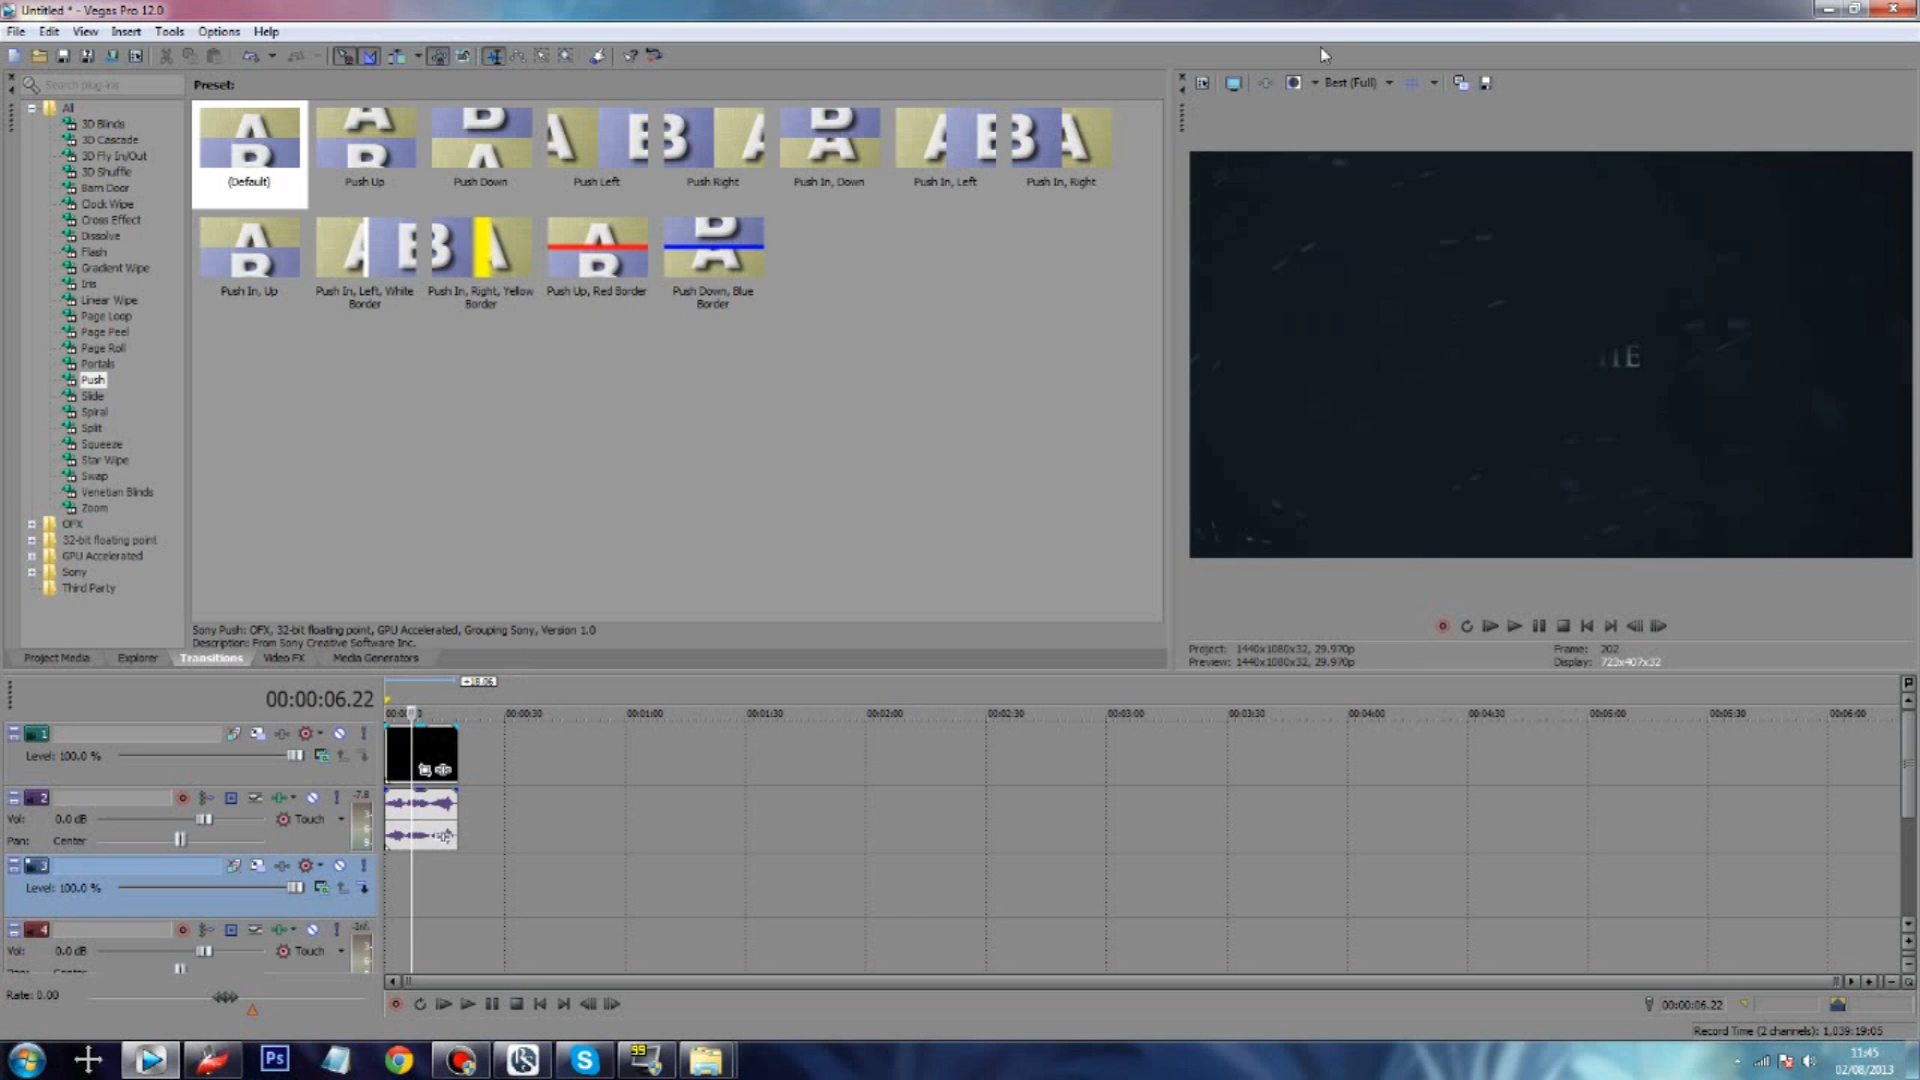 Untitled * - Vegas Pro 12.0
File Edit View Insert Tools Options Help
Search plug-ins
Preset:
Best (Full)
All
3D Blinds
3D Cascade
3D Fly In/Out
3D Shuffle
Barn Door
Clock Wipe
Cross Effect
Dissolve
Flash
Gradient Wipe
Iris
Linear Wipe
Page Loop
Page Peel
Page Roll
Portals
Push
Slide
Spiral
Split
Squeeze
Star Wipe
Swap
Venetian Blinds
Zoom
OFX
32-bit floating point
GPU Accelerated
Sony
Third Party
(Default) Push Up Push Down Push Left Push Right Push In, Down Push In, Left Push In, Right
Push In, Up Push In, Left, White Border Push In, Right, Yellow Border Push Up, Red Border Push Down, Blue Border
Sony Push: OFX, 32-bit floating point, GPU Accelerated, Grouping Sony, Version 1.0
Description: From Sony Creative Software Inc.
Project Media Explorer Transitions Video FX Media Generators
Project: 1440x1080x32, 29.970p
Preview: 1440x1080x32, 29.970p
Frame: 202
Display: 723x407x32
00:00:06.22
+18.06
00:00:30 00:01:00 00:01:30 00:02:00 00:02:30 00:03:00 00:03:30 00:04:00 00:04:30 00:05:00 00:05:30 00:06:00
1
Level: 100.0 %
2 -7.8
Vol: 0.0 dB Touch
Pan: Center
3
Level: 100.0 %
4 -Inf.
Vol: 0.0 dB Touch
Rate: 0.00
00:00:06.22
Record Time (2 channels): 1,039:19:05
Ps
S
99
11:45
02/08/2013